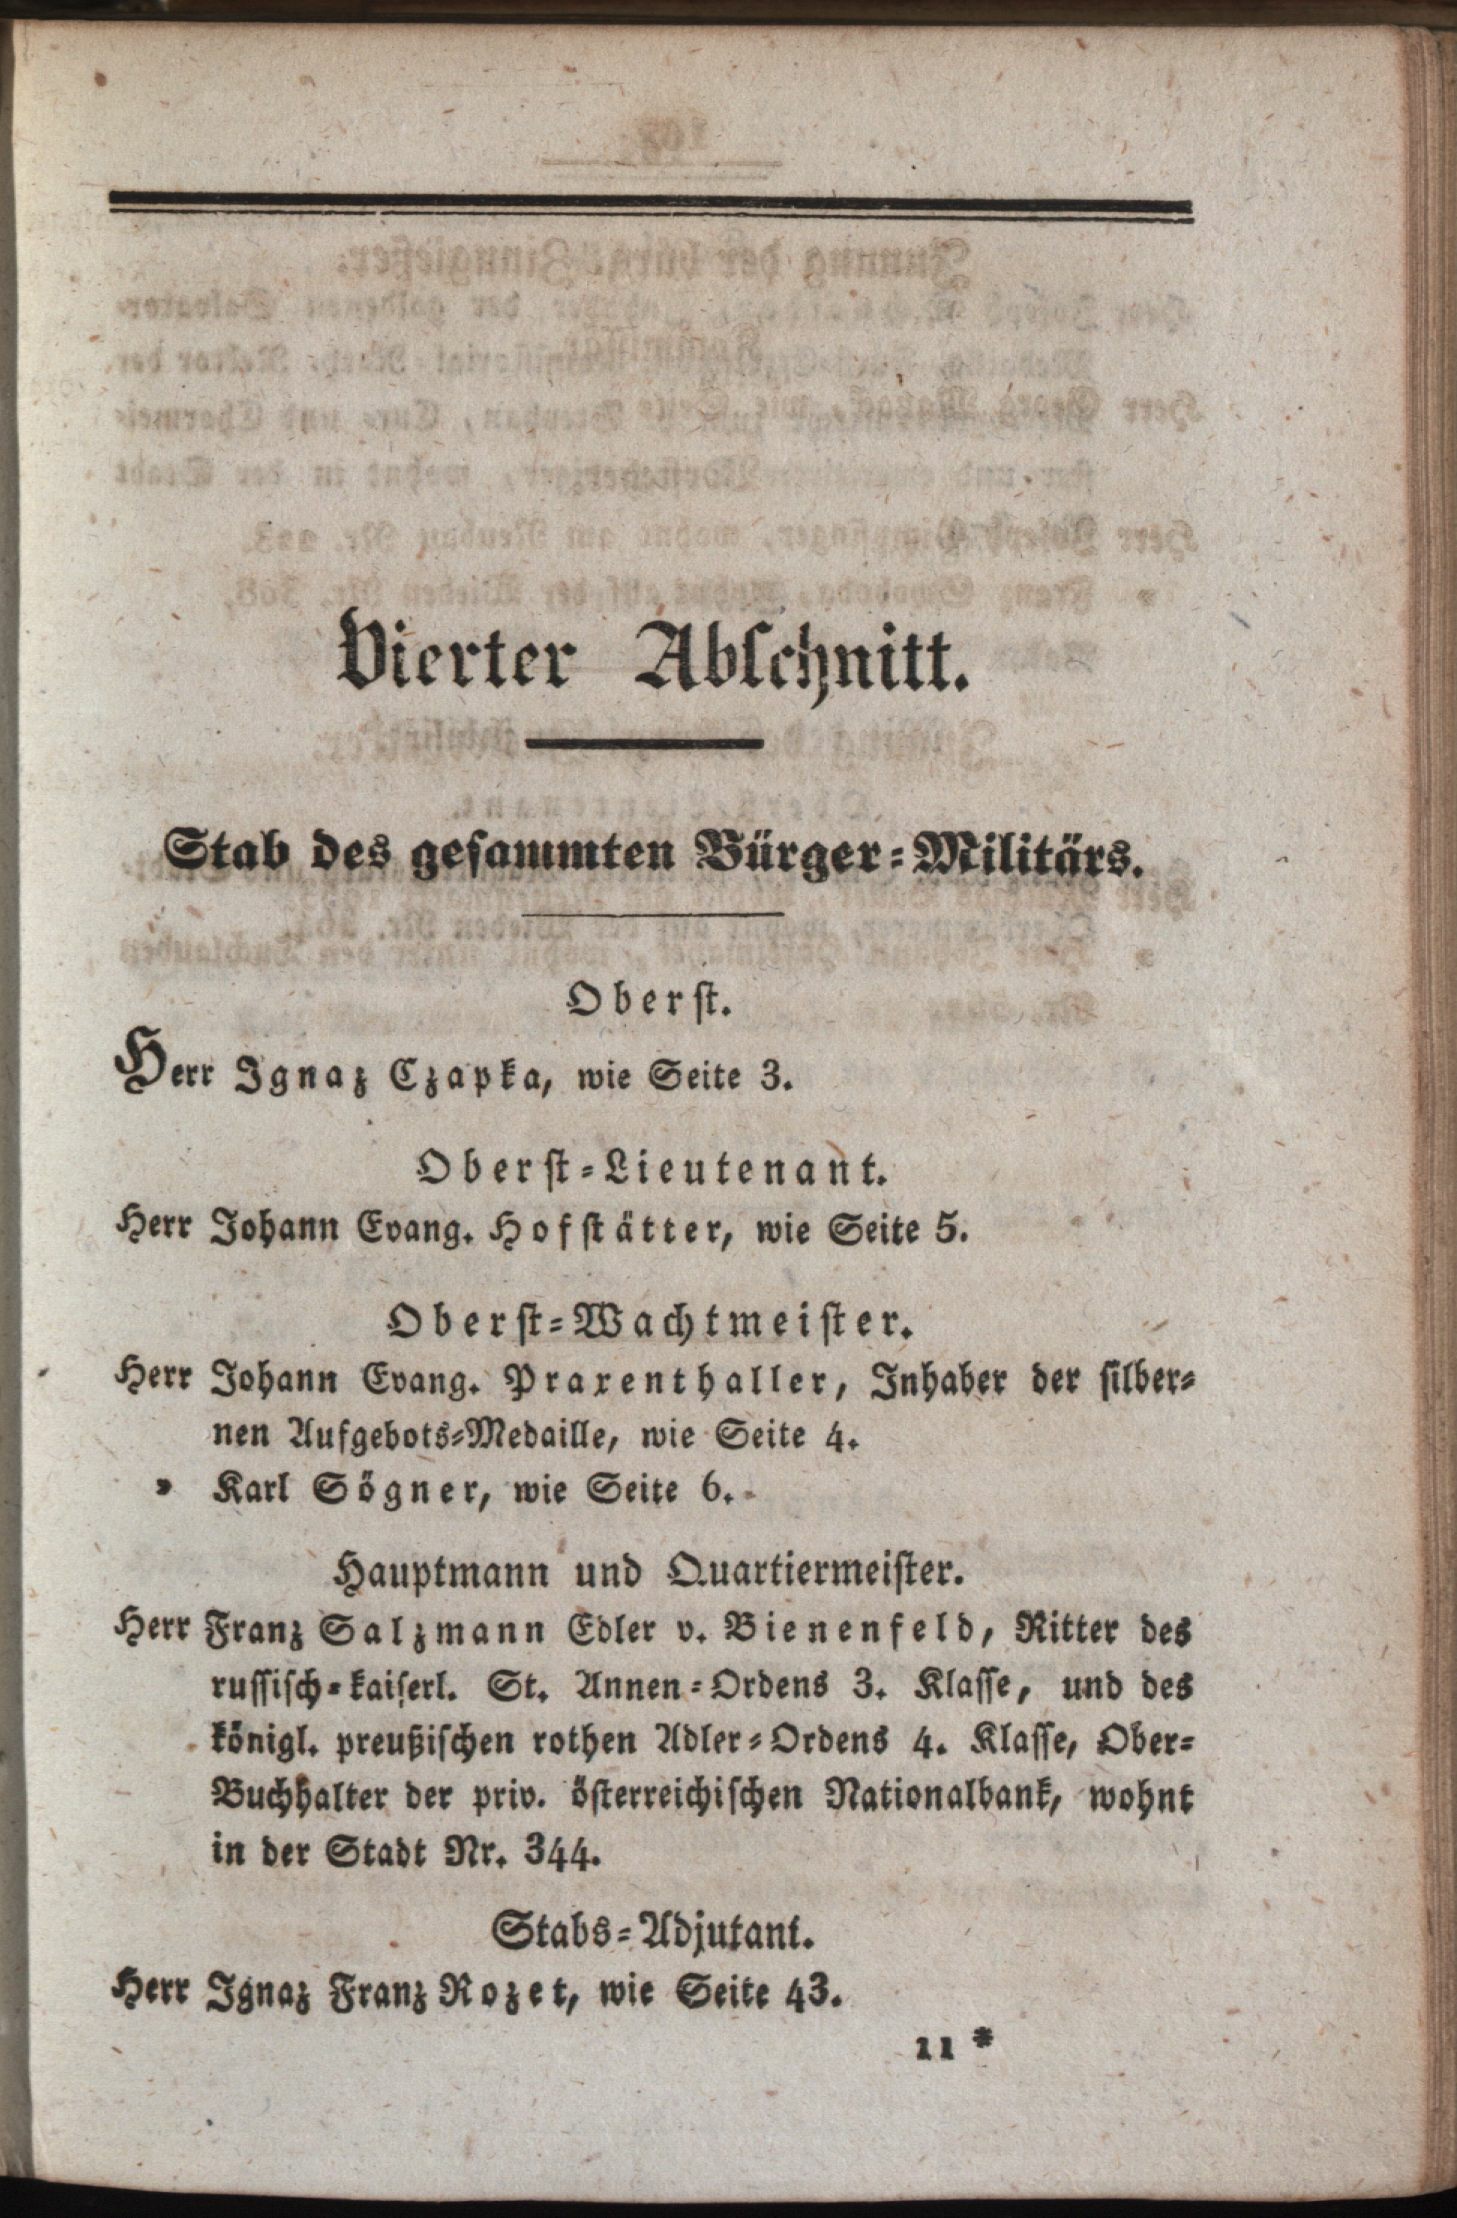 Vierter Abschnitt.
Stab des gesammten Bürger-Militärs.
Oberst.
Herr Ignaz Czapka, wie Seite 3.
Oberst-Lieutenant.
Herr Johann Evang. Hofstätter, wie Seite 5.
Oberst-Wachtmeister.
Herr Johann Evang. Praxenthaller, Inhaber der silber-
nen Aufgebots-Medaille, wie Seite 4.
» Karl Sögner, wie Seite 6.
Hauptmann und Quartiermeister.
Herr Franz Salzmann Edler v. Bienenfeld, Ritter des
russisch-kaiserl. St. Annen-Ordens 3. Klasse, und des
königl. preußischen rothen Adler-Ordens 4. Klasse, Ober-
Buchhalter der priv. österreichischen Nationalbank, wohnt
in der Stadt Nr. 344.
Stabs-Adjutant.
Herr Ignaz Franz Rozet, wie Seite 43.
11 *